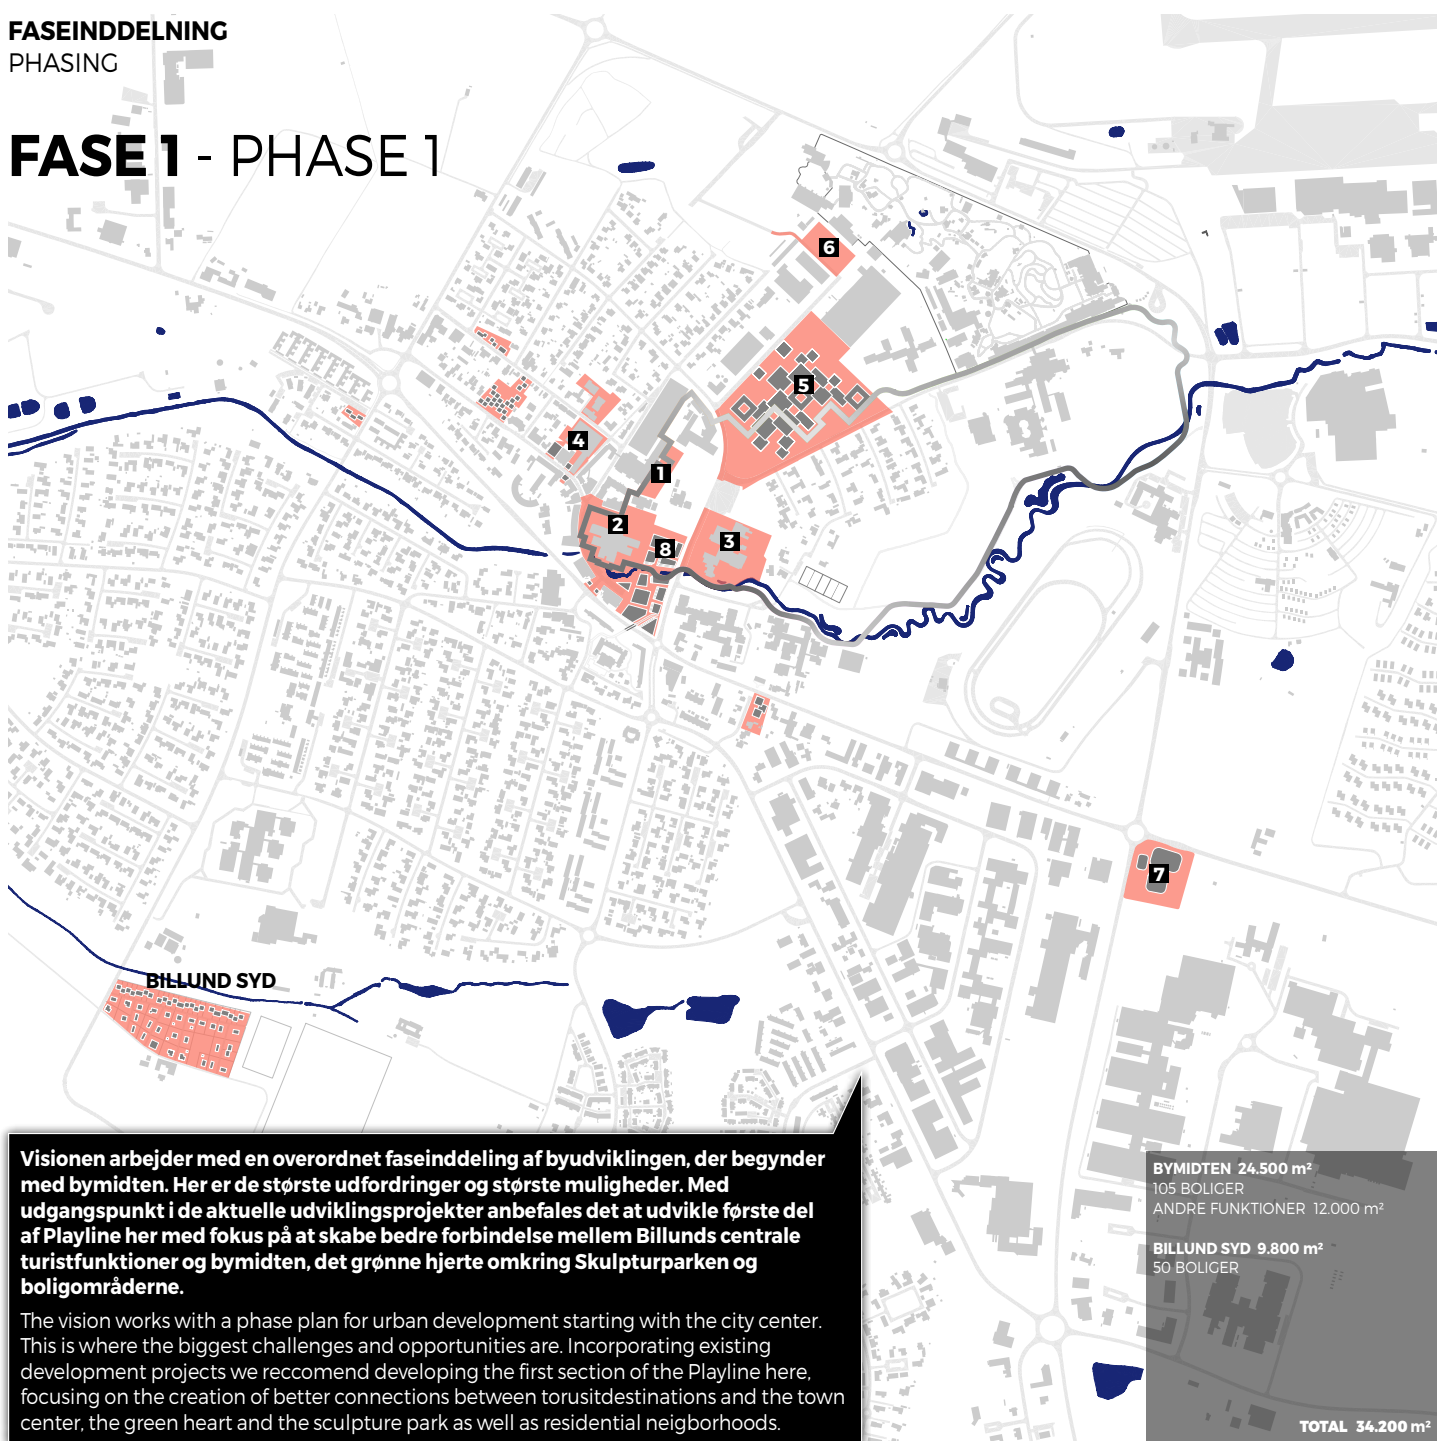 FASEINDDELNING
PHASING
FASE 1 - PHASE 1
6
5
4
1
2
8
3
7
BILLUND SYD
Visionen arbejder med en overordnet faseinddeling af byudviklingen, der begynder
med bymidten. Her er de største udfordringer og største muligheder. Med
udgangspunkt i de aktuelle udviklingsprojekter anbefales det at udvikle første del
af Playline her med fokus på at skabe bedre forbindelse mellem Billunds centrale
turistfunktioner og bymidten, det grønne hjerte omkring Skulpturparken og
boligområderne.
The vision works with a phase plan for urban development starting with the city center.
This is where the biggest challenges and opportunities are. Incorporating existing
development projects we reccomend developing the first section of the Playline here,
focusing on the creation of better connections between torusitdestinations and the town
center, the green heart and the sculpture park as well as residential neigborhoods.
BYMIDTEN 24.500 m²
105 BOLIGER
ANDRE FUNKTIONER 12.000 m²
BILLUND SYD 9.800 m²
50 BOLIGER
TOTAL 34.200 m²